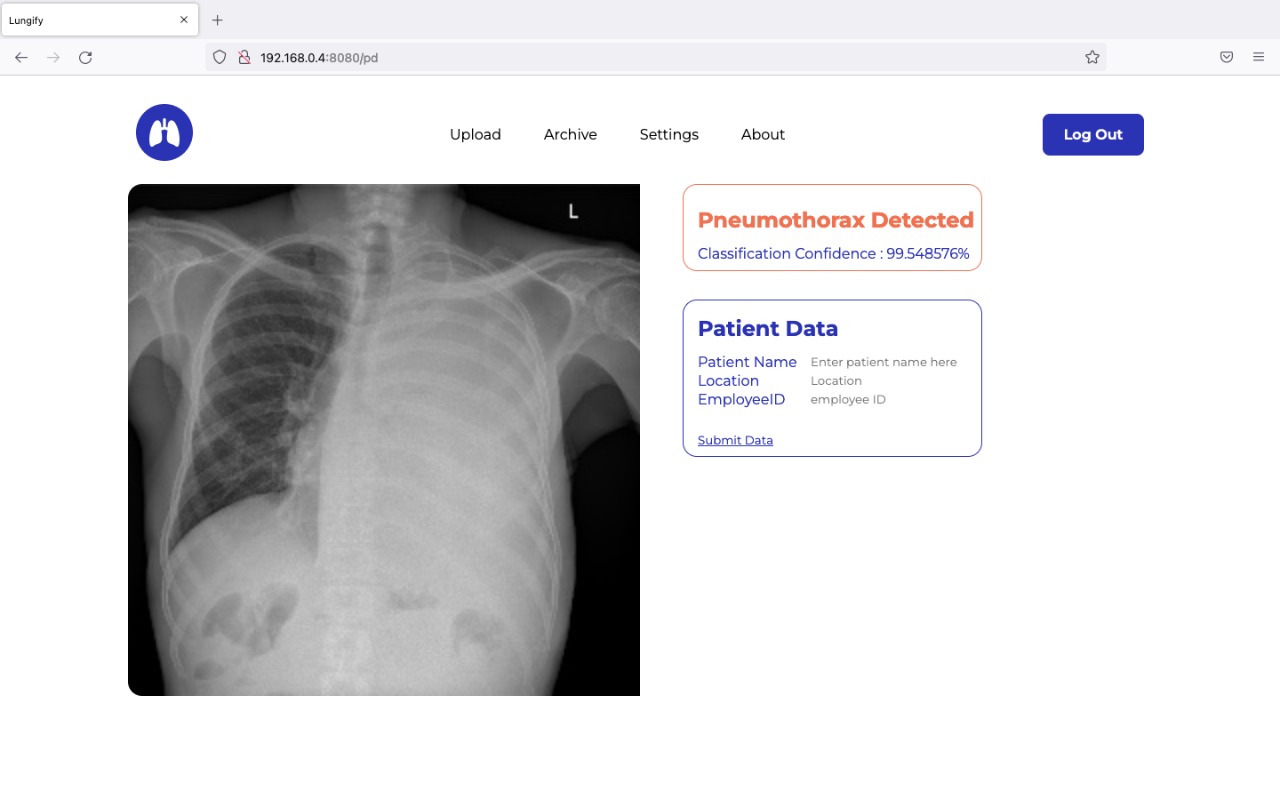 Lungify
192.168.0.4:8080/pd
Upload Archive Settings About Log Out
L
Pneumothorax Detected
Classification Confidence : 99.548576%
Patient Data
Patient Name Enter patient name here
Location Location
EmployeeID employee ID
Submit Data